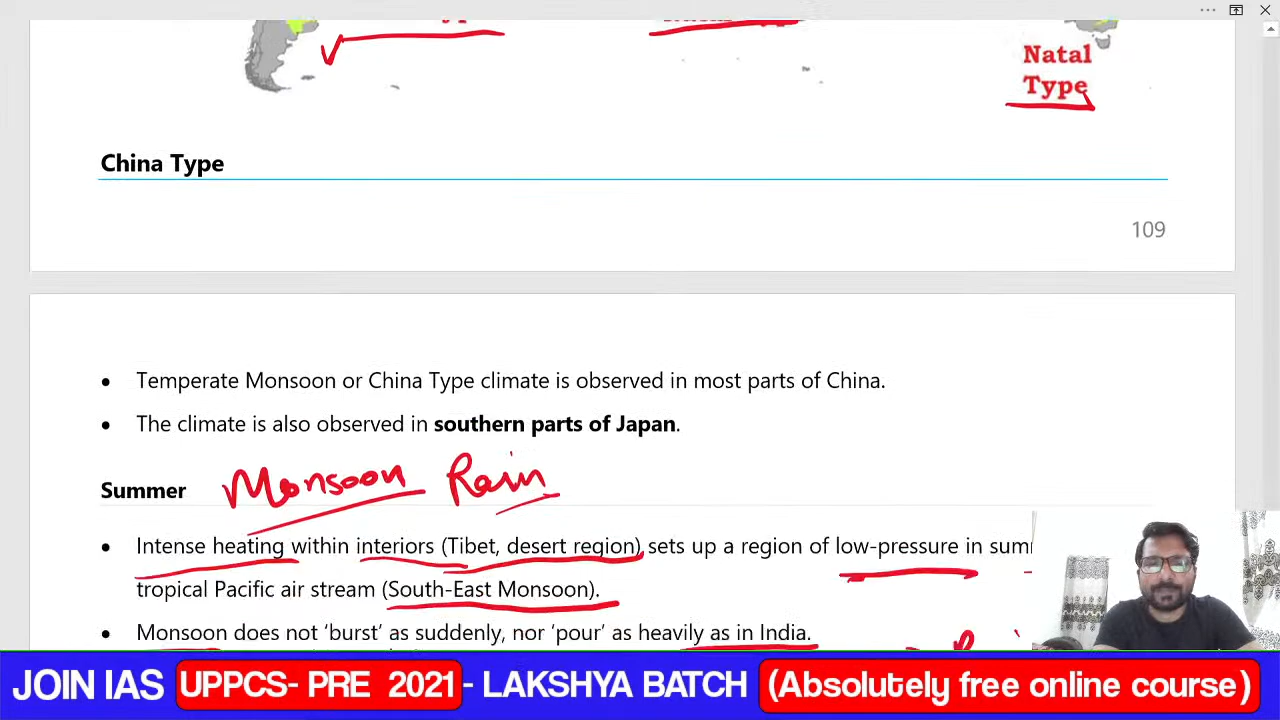 Natal
Type
China Type
109
• Temperate Monsoon or China Type climate is observed in most parts of China.
• The climate is also observed in southern parts of Japan.
Summer Monsoon Rain
• Intense heating within interiors (Tibet, desert region) sets up a region of low-pressure in
tropical Pacific air stream (South-East Monsoon).
• Monsoon does not ‘burst’ as suddenly, nor ‘pour’ as heavily as in India.
JOIN IAS UPPCS- PRE 2021 - LAKSHYA BATCH (Absolutely free online course)